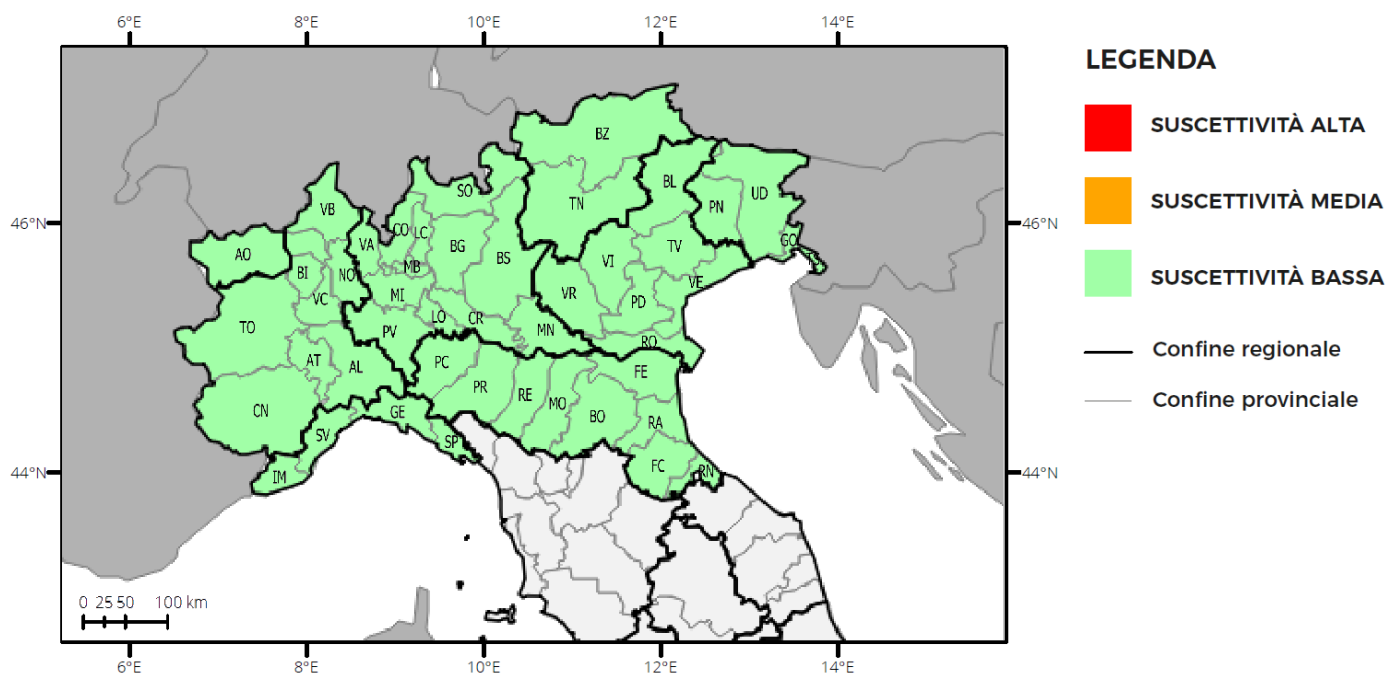 6°E 8°E 10°E 12°E 14°E
LEGENDA
SUSCETTIVITÀ ALTA
SUSCETTIVITÀ MEDIA
SUSCETTIVITÀ BASSA
Confine regionale
Confine provinciale
BZ
SO BL UD
VB TN PN
46°N 46°N
CO LC
VA BG TV GO
AO BS VI
BI NO MB VE
VC MI VR PD
LO CR
TO PV MN RO
AT AL PC FE
PR RE MO
CN GE BO RA
SV SP
44°N 44°N
IM FC RN
0 25 50 100 km
6°E 8°E 10°E 12°E 14°E